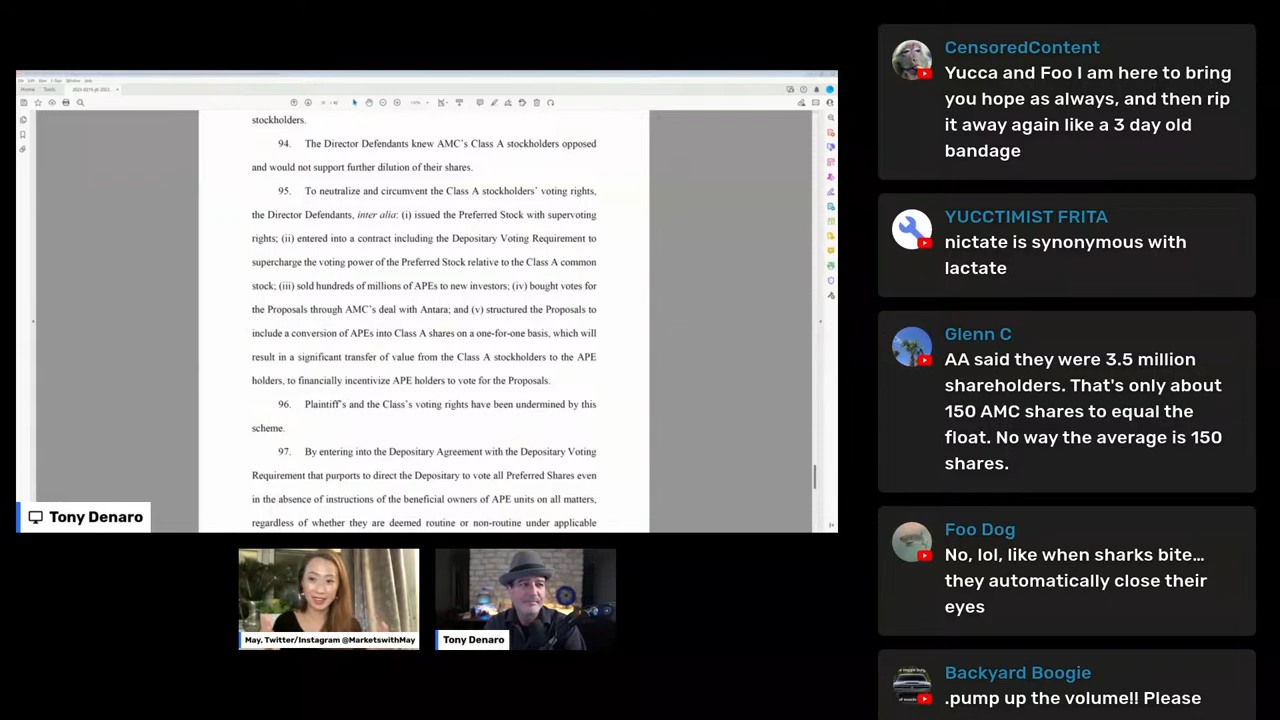 Home Tools
stockholders.
94. The Director Defendants knew AMC's Class A stockholders opposed
and would not support further dilution of their shares.
95. To neutralize and circumvent the Class A stockholders' voting rights,
the Director Defendants, inter alia: (i) issued the Preferred Stock with supervoting
rights; (ii) entered into a contract including the Depositary Voting Requirement to
supercharge the voting power of the Preferred Stock relative to the Class A common
stock; (iii) sold hundreds of millions of APEs to new investors; (iv) bought votes for
the Proposals through AMC's deal with Antara; and (v) structured the Proposals to
include a conversion of APEs into Class A shares on a one-for-one basis, which will
result in a significant transfer of value from the Class A stockholders to the APE
holders, to financially incentivize APE holders to vote for the Proposals.
96. Plaintiff's and the Class's voting rights have been undermined by this
scheme.
97. By entering into the Depositary Agreement with the Depositary Voting
Requirement that purports to direct the Depositary to vote all Preferred Shares even
in the absence of instructions of the beneficial owners of APE units on all matters,
regardless of whether they are deemed routine or non-routine under applicable
Tony Denaro
May, Twitter/Instagram @MarketswithMay
Tony Denaro
CensoredContent
Yucca and Foo I am here to bring
you hope as always, and then rip
it away again like a 3 day old
bandage
YUCCTIMIST FRITA
nictate is synonymous with
lactate
Glenn C
AA said they were 3.5 million
shareholders. That's only about
150 AMC shares to equal the
float. No way the average is 150
shares.
Foo Dog
No, lol, like when sharks bite...
they automatically close their
eyes
Backyard Boogie
.pump up the volume!! Please